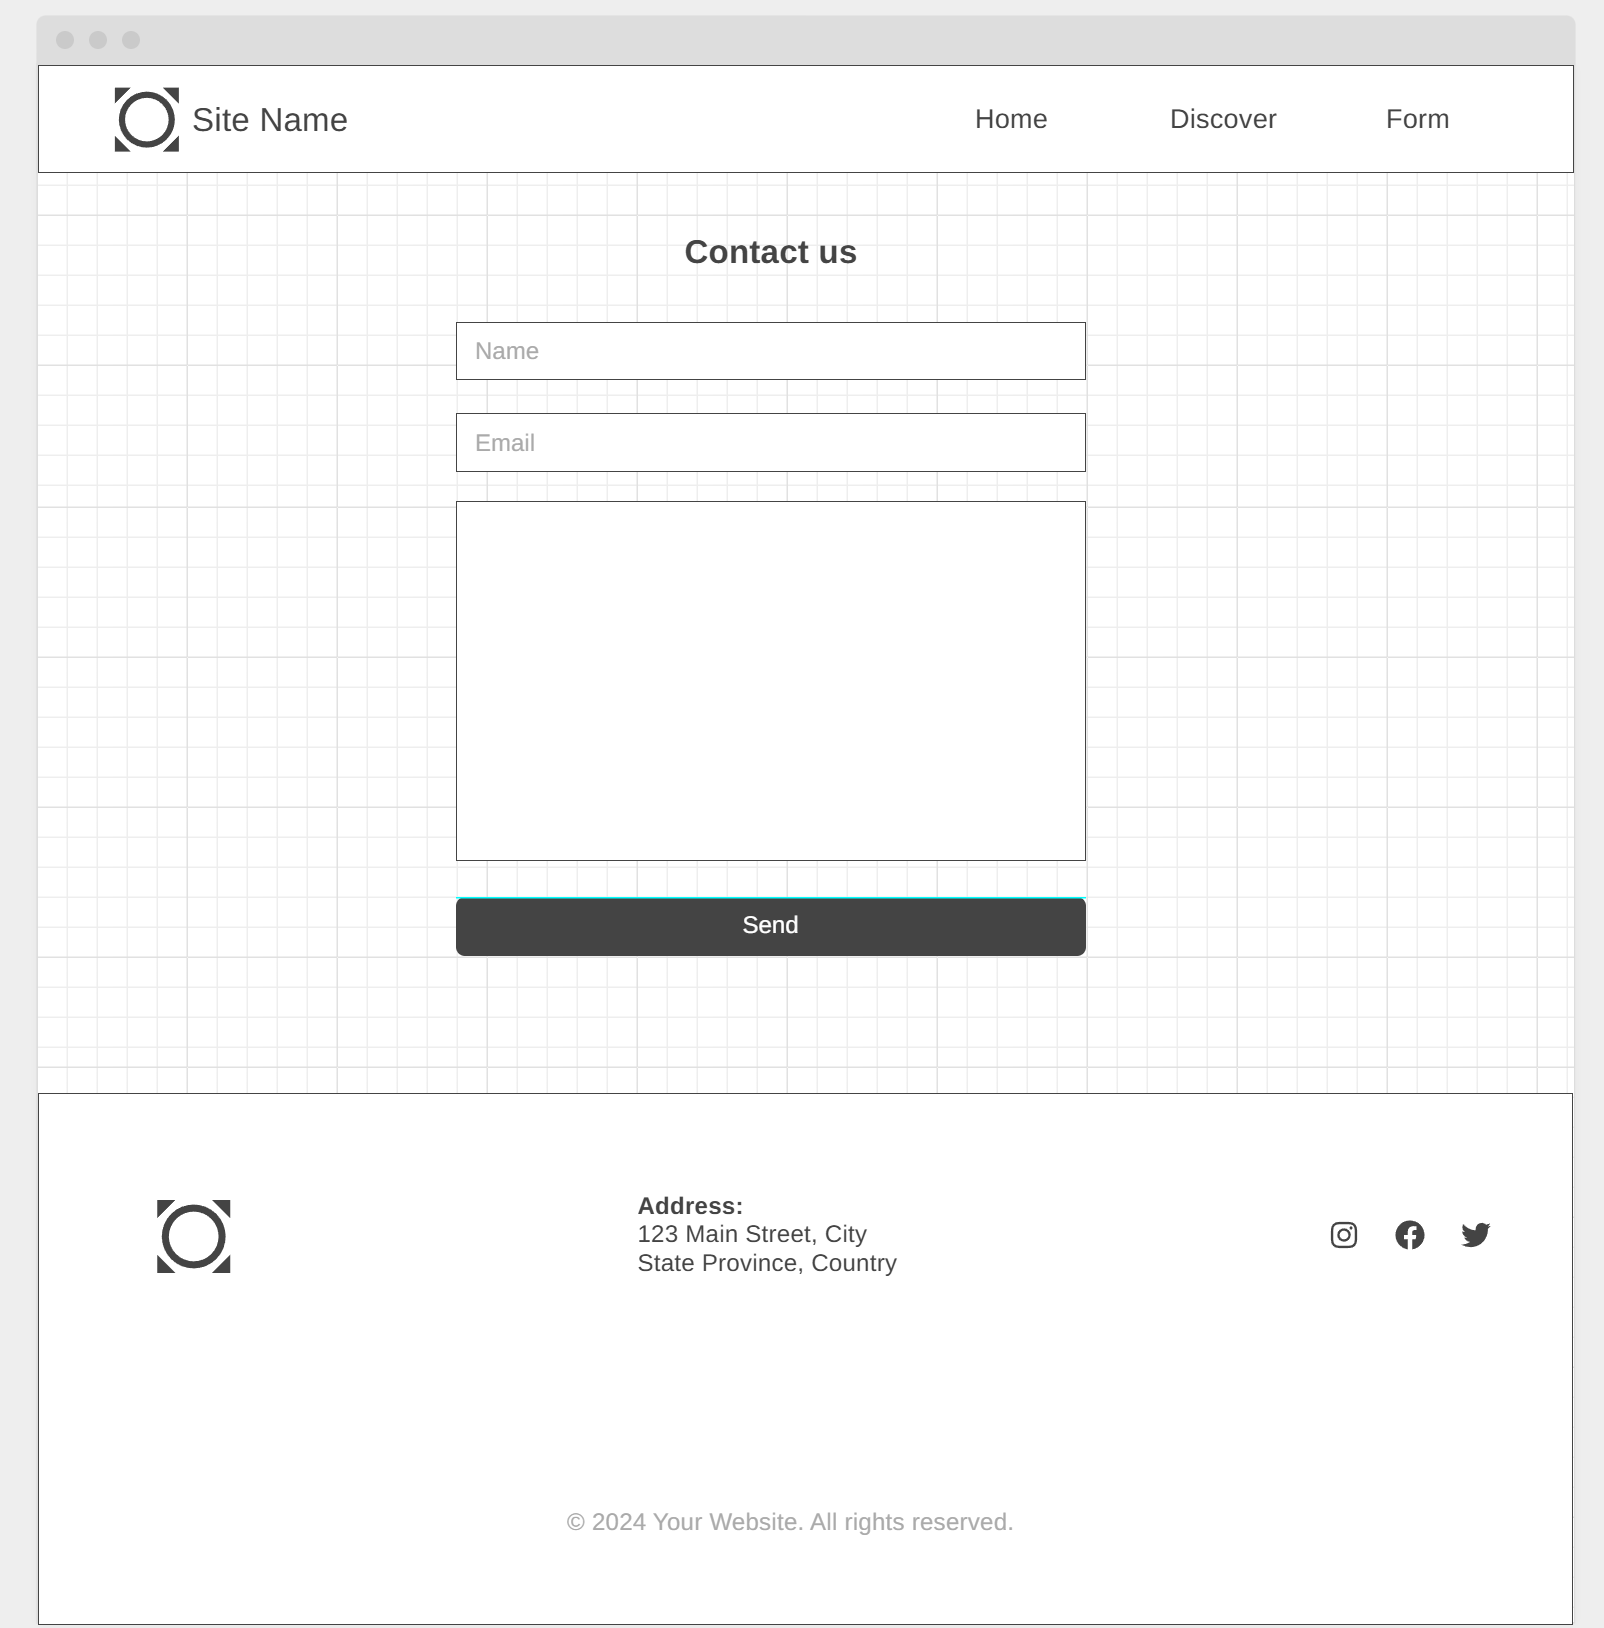 Site Name
Home
Discover
Form
Contact us
Name
Email
Send
Address:
123 Main Street, City
State Province, Country
© 2024 Your Website. All rights reserved.